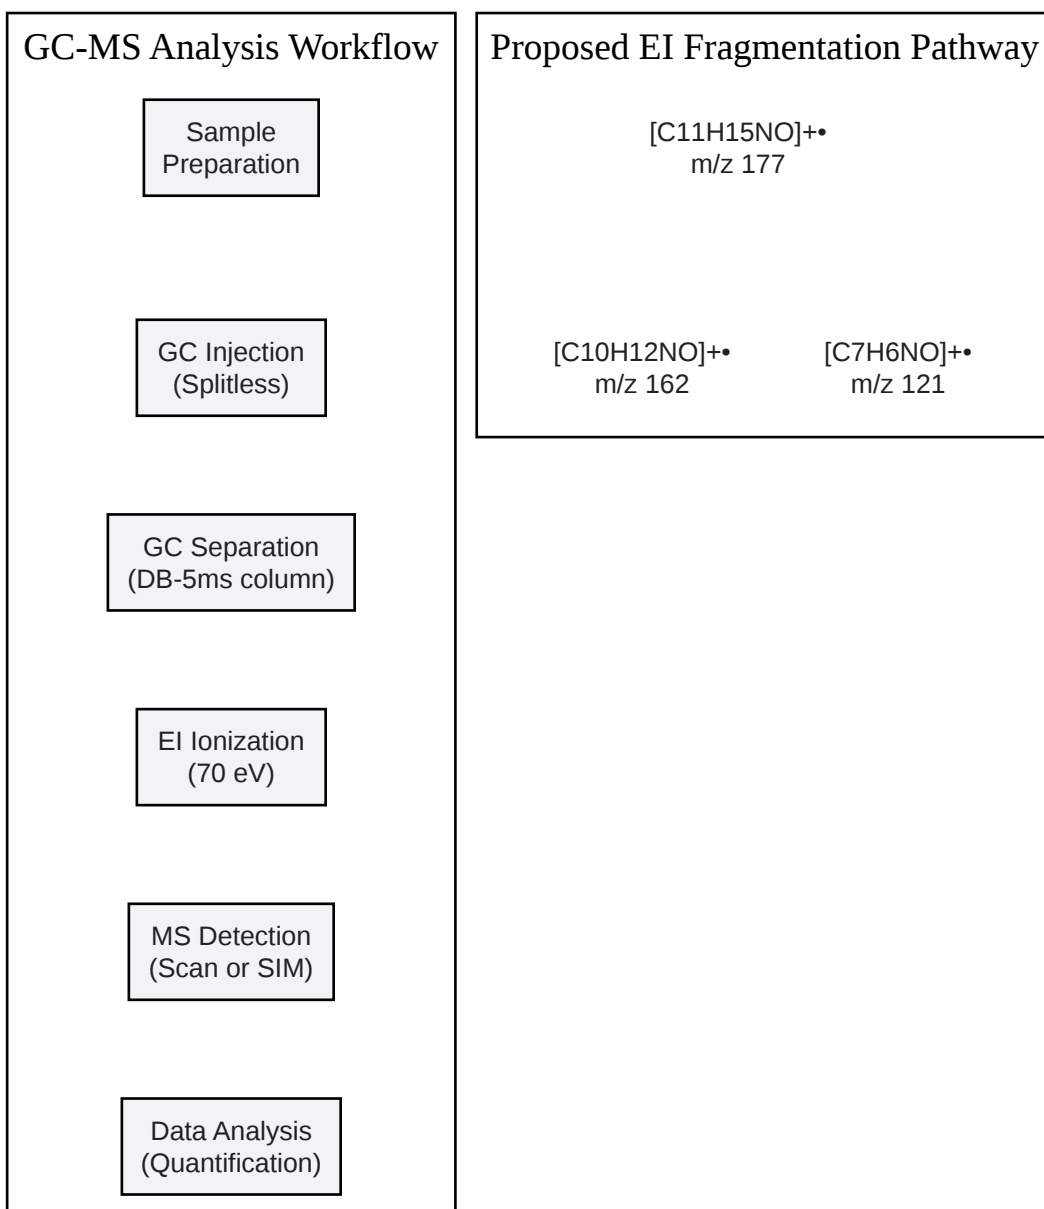 GC-MS Analysis Workflow
Sample
Preparation
GC Injection
(Splitless)
GC Separation
(DB-5ms column)
EI Ionization
(70 eV)
MS Detection
(Scan or SIM)
Data Analysis
(Quantification)
Proposed EI Fragmentation Pathway
[C11H15NO]+•
m/z 177
[C10H12NO]+•
m/z 162
[C7H6NO]+•
m/z 121